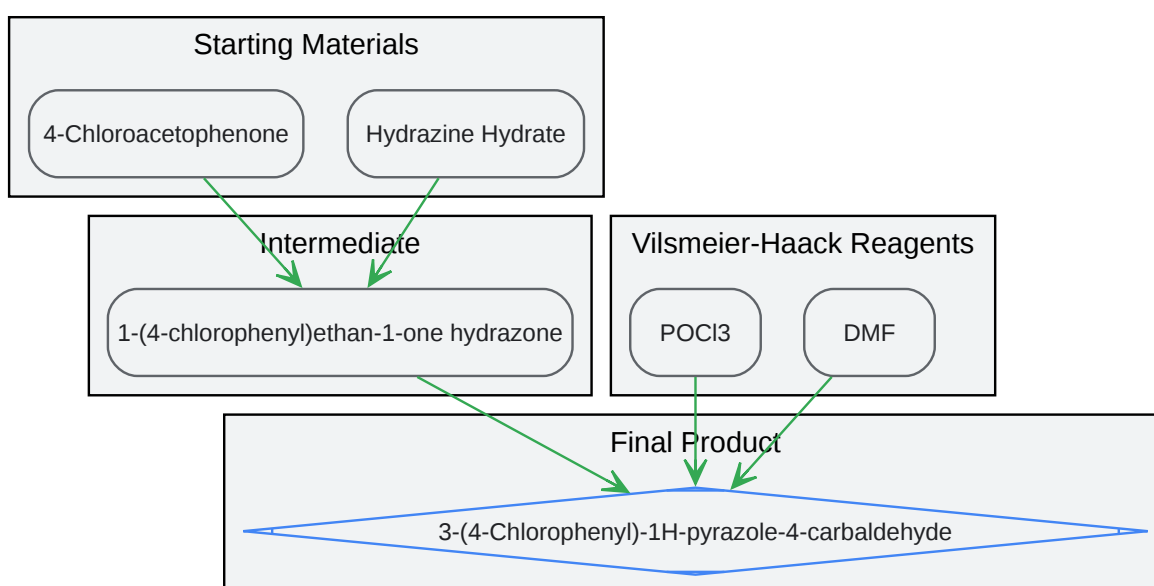 Starting Materials
4-Chloroacetophenone
Hydrazine Hydrate
Intermediate
1-(4-chlorophenyl)ethan-1-one hydrazone
Vilsmeier-Haack Reagents
POCl3
DMF
Final Product
3-(4-Chlorophenyl)-1H-pyrazole-4-carbaldehyde